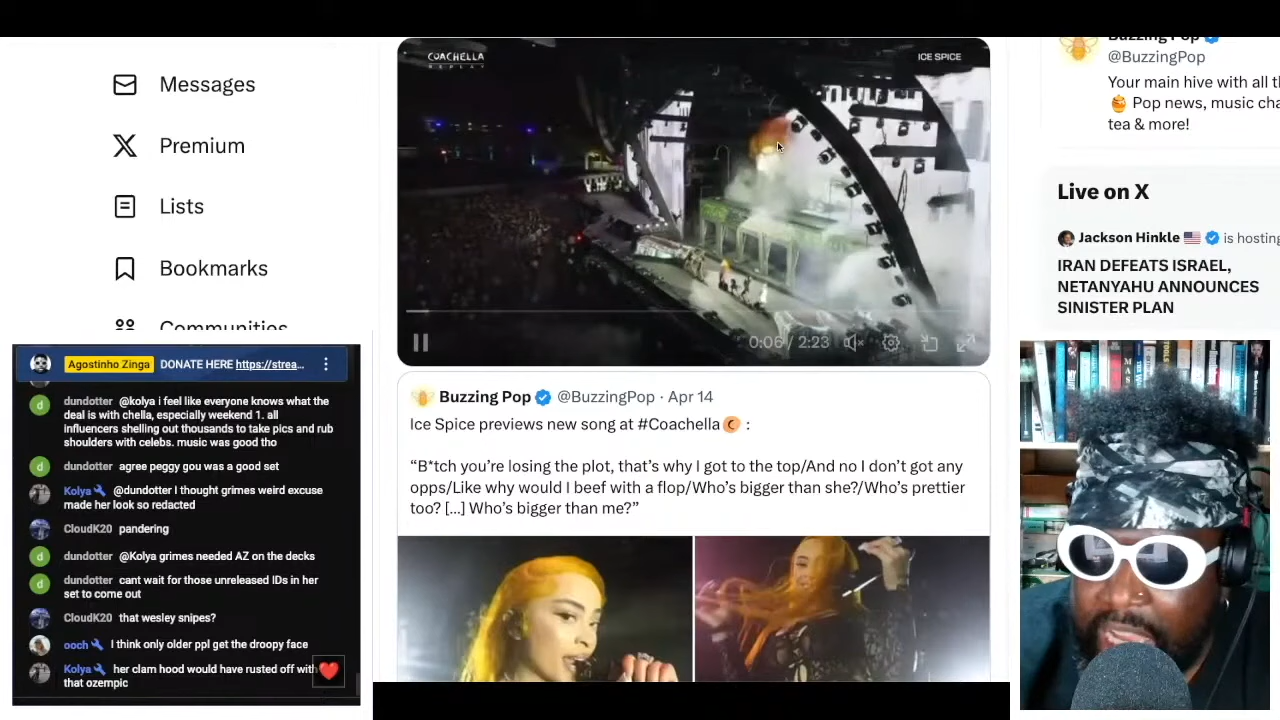 Messages
Premium
Lists
Bookmarks
Communities
COACHELLA
REPLAY
ICE SPICE
0:06 / 2:23
Buzzing Pop @BuzzingPop · Apr 14
Ice Spice previews new song at #Coachella :
“B*tch you’re losing the plot, that’s why I got to the top/And no I don’t got any
opps/Like why would I beef with a flop/Who’s bigger than she?/Who’s prettier
too? [...] Who’s bigger than me?”
Buzzing Pop
@BuzzingPop
Your main hive with all t
Pop news, music cha
tea & more!
Live on X
Jackson Hinkle is hosting
IRAN DEFEATS ISRAEL,
NETANYAHU ANNOUNCES
SINISTER PLAN
Agostinho Zinga DONATE HERE https://strea...
dundotter @kolya i feel like everyone knows what the
deal is with chella, especially weekend 1. all
influencers shelling out thousands to take pics and rub
shoulders with celebs. music was good tho
dundotter agree peggy gou was a good set
Kolya @dundotter I thought grimes weird excuse
made her look so redacted
CloudK20 pandering
dundotter @Kolya grimes needed AZ on the decks
dundotter cant wait for those unreleased IDs in her
set to come out
CloudK20 that wesley snipes?
ooch I think only older ppl get the droopy face
Kolya her clam hood would have rusted off with
that ozempic